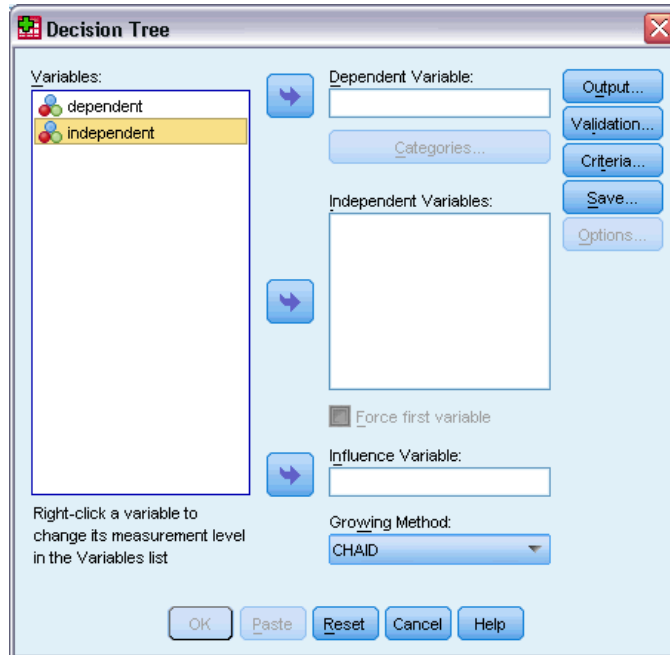 Decision Tree
Variables:
dependent
independent
Right-click a variable to
change its measurement level
in the Variables list
Dependent Variable:
Categories...
Independent Variables:
Force first variable
Influence Variable:
Growing Method:
CHAID
Output...
Validation...
Criteria...
Save...
Options...
OK
Paste
Reset
Cancel
Help